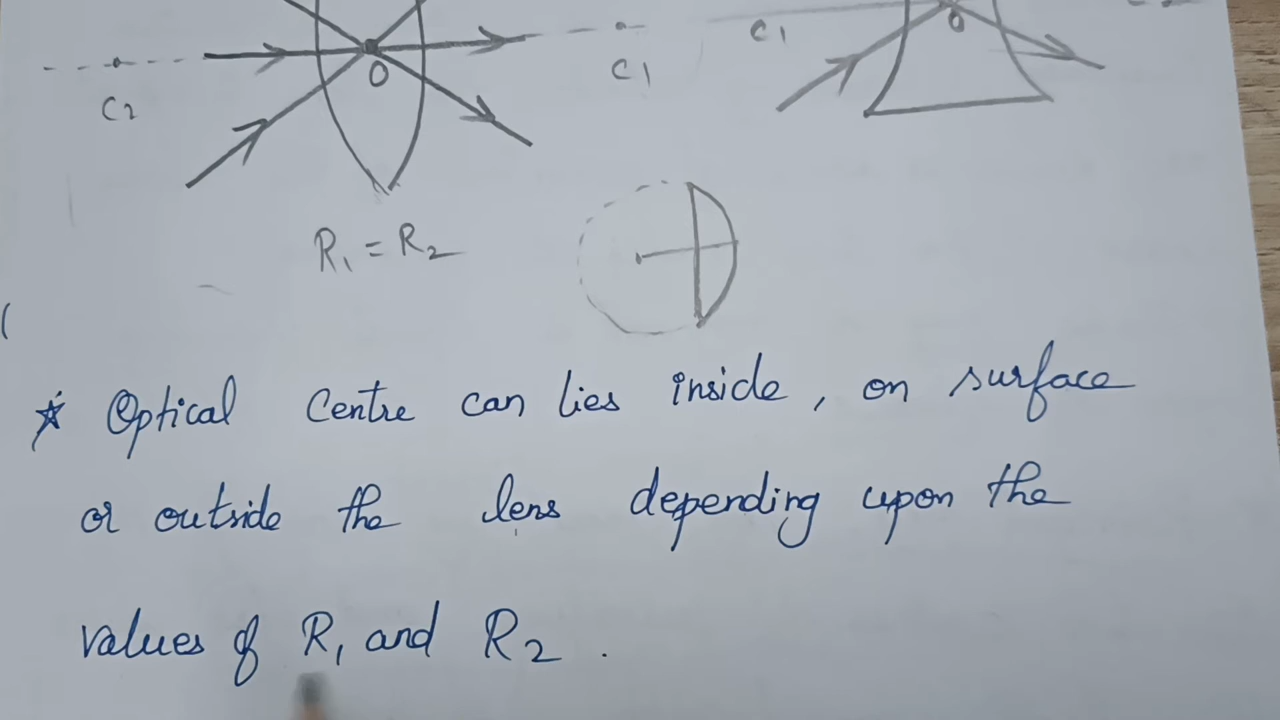 C1
O
O
C1
C2
R1 = R2
* Optical Centre can lies inside, on surface
or outside the lens depending upon the
values of R1 and R2.